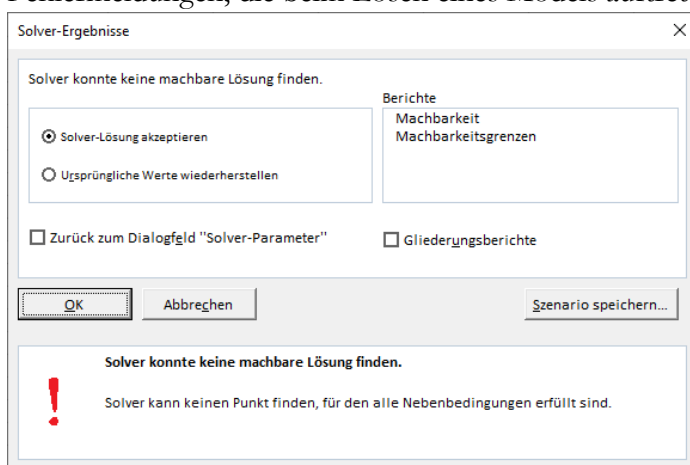 Solver-Ergebnisse
Solver konnte keine machbare Lösung finden.
Berichte
Machbarkeit
Machbarkeitsgrenzen
Solver-Lösung akzeptieren
Ursprüngliche Werte wiederherstellen
Zurück zum Dialogfeld "Solver-Parameter"
Gliederungsberichte
OK
Abbrechen
Szenario speichern...
Solver konnte keine machbare Lösung finden.
Solver kann keinen Punkt finden, für den alle Nebenbedingungen erfüllt sind.